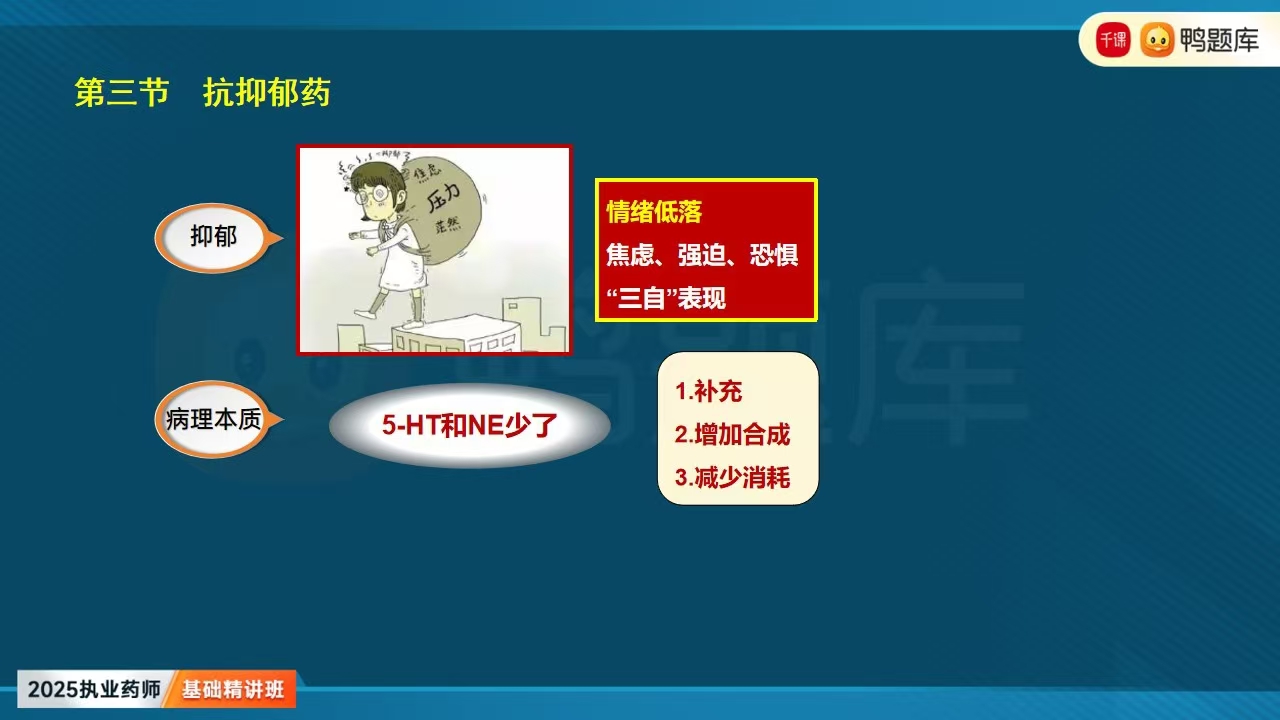 千课 鸭题库
第三节 抗抑郁药
抑郁
焦虑
压力
茫然
情绪低落
焦虑、强迫、恐惧
“三自”表现
病理本质
5-HT和NE少了
1.补充
2.增加合成
3.减少消耗
鸭题库
2025执业药师 基础精讲班